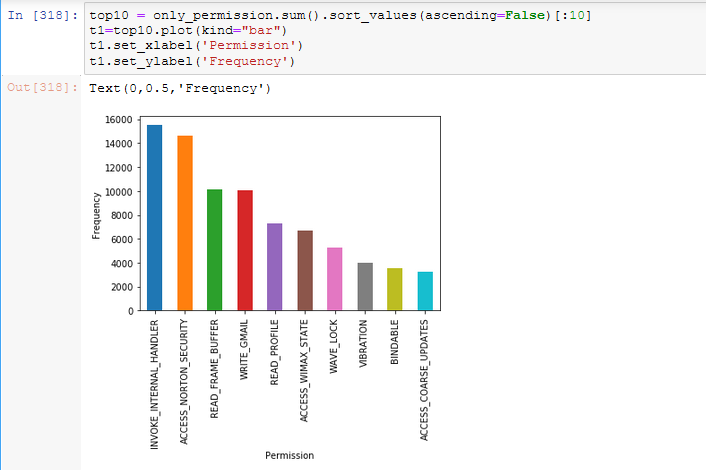 In [318]: top10 = only_permission.sum().sort_values(ascending=False)[:10]
t1=top10.plot(kind="bar")
t1.set_xlabel('Permission')
t1.set_ylabel('Frequency')
Out[318]: Text(0,0.5,'Frequency')
16000
14000
12000
10000
8000
6000
4000
2000
0
Frequency
INVOKE_INTERNAL_HANDLER
ACCESS_NORTON_SECURITY
READ_FRAME_BUFFER
WRITE_GMAIL
READ_PROFILE
ACCESS_WIMAX_STATE
WAVE_LOCK
VIBRATION
BINDABLE
ACCESS_COARSE_UPDATES
Permission